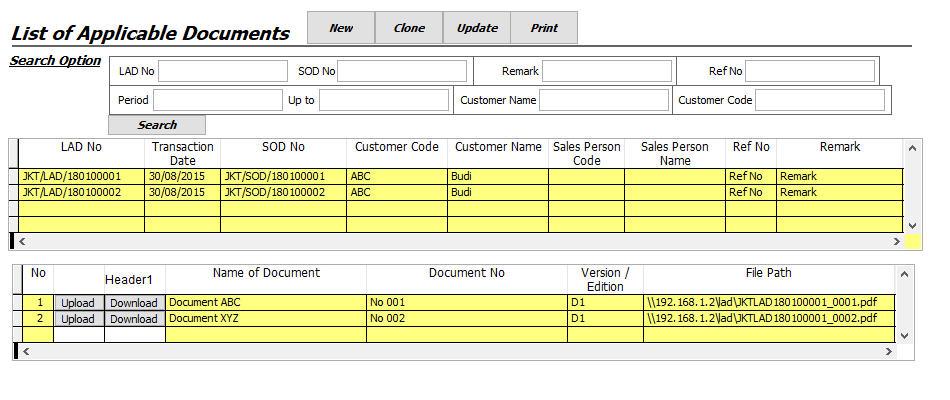 List of Applicable Documents New Clone Update Print
Search Option
LAD No SOD No Remark Ref No
Period Up to Customer Name Customer Code
Search
LAD No Transaction Date SOD No Customer Code Customer Name Sales Person Code Sales Person Name Ref No Remark
JKT/LAD/180100001 30/08/2015 JKT/SOD/180100001 ABC Budi Ref No Remark
JKT/LAD/180100002 30/08/2015 JKT/SOD/180100002 ABC Budi Ref No Remark
No Header1 Name of Document Document No Version / Edition File Path
1 Upload Download Document ABC No 001 D1 \\192.168.1.2\lad\JKTLAD180100001_0001.pdf
2 Upload Download Document XYZ No 002 D1 \\192.168.1.2\lad\JKTLAD180100001_0002.pdf